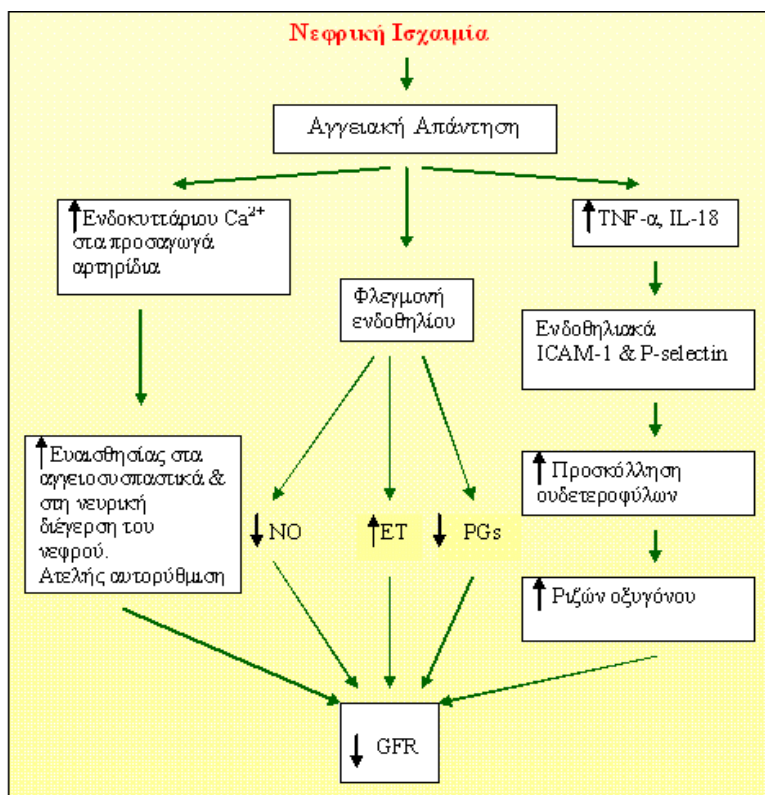 Νεφρική Ισχαιμία
Αγγειακή Απάντηση
↑Ενδοκυττάριου Ca²⁺
στα προσαγωγά
αρτηρίδια
Φλεγμονή
ενδοθηλίου
↑TNF-α, IL-18
Ενδοθηλιακά
ICAM-1 & P-selectin
↑Ευαισθησίας στα
αγγειοσυσπαστικά &
στη νευρική
διέγερση του
νεφρού.
Ατελής αυτορύθμιση
↓ NO
↑ET
↓ PGs
↑ Προσκόλληση
ουδετεροφύλων
↑ Ριζών οξυγόνου
↓ GFR